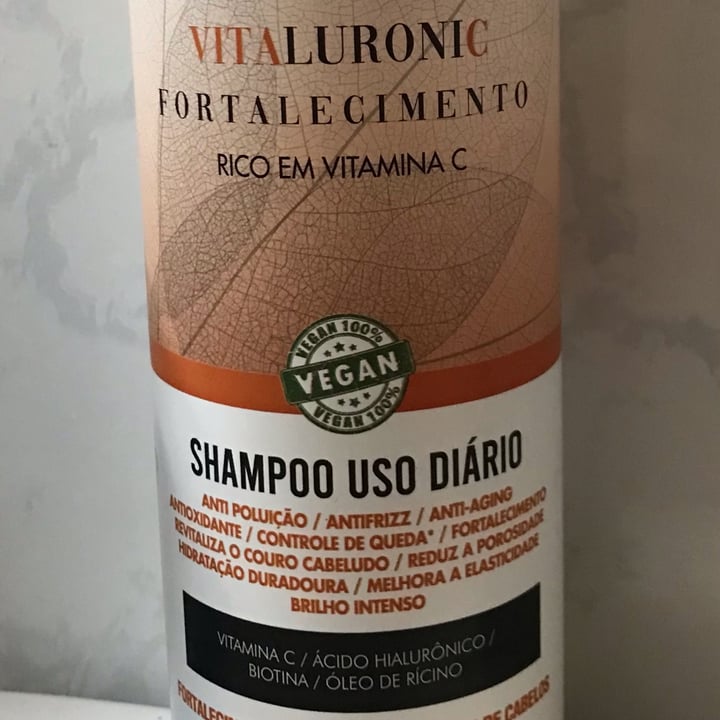 VITALURONIC
FORTALECIMENTO
RICO EM VITAMINA C
VEGAN 100%
VEGAN
VEGAN 100%
SHAMPOO USO DIÁRIO
ANTI POLUIÇÃO / ANTIFRIZZ / ANTI-AGING
ANTIOXIDANTE / CONTROLE DE QUEDA* / FORTALECIMENTO
REVITALIZA O COURO CABELUDO / REDUZ A POROSIDADE
HIDRATAÇÃO DURADOURA / MELHORA A ELASTICIDADE
BRILHO INTENSO
VITAMINA C / ÁCIDO HIALURÔNICO /
BIOTINA / ÓLEO DE RÍCINO
DE CABELOS